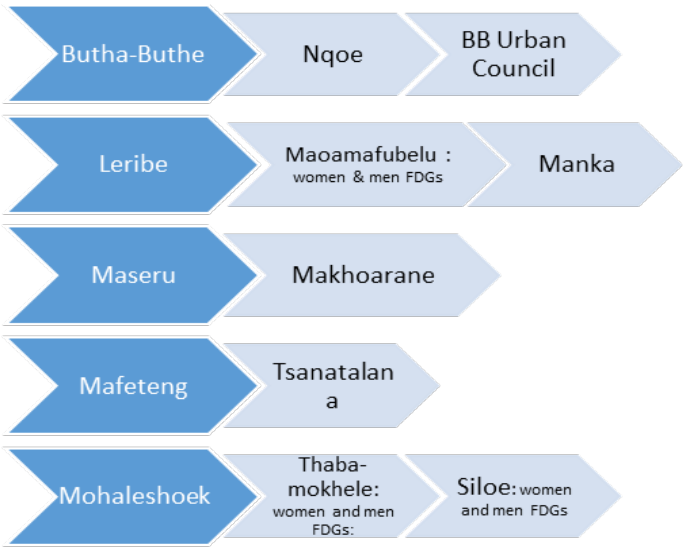 Butha-Buthe
Nqoe
BB Urban
Council
Leribe
Maoamafubelu :
women & men FDGs
Manka
Maseru
Makhoarane
Mafeteng
Tsanatalan
a
Mohaleshoek
Thaba-
mokhele:
women and men
FDGs:
Siloe: women
and men FDGs